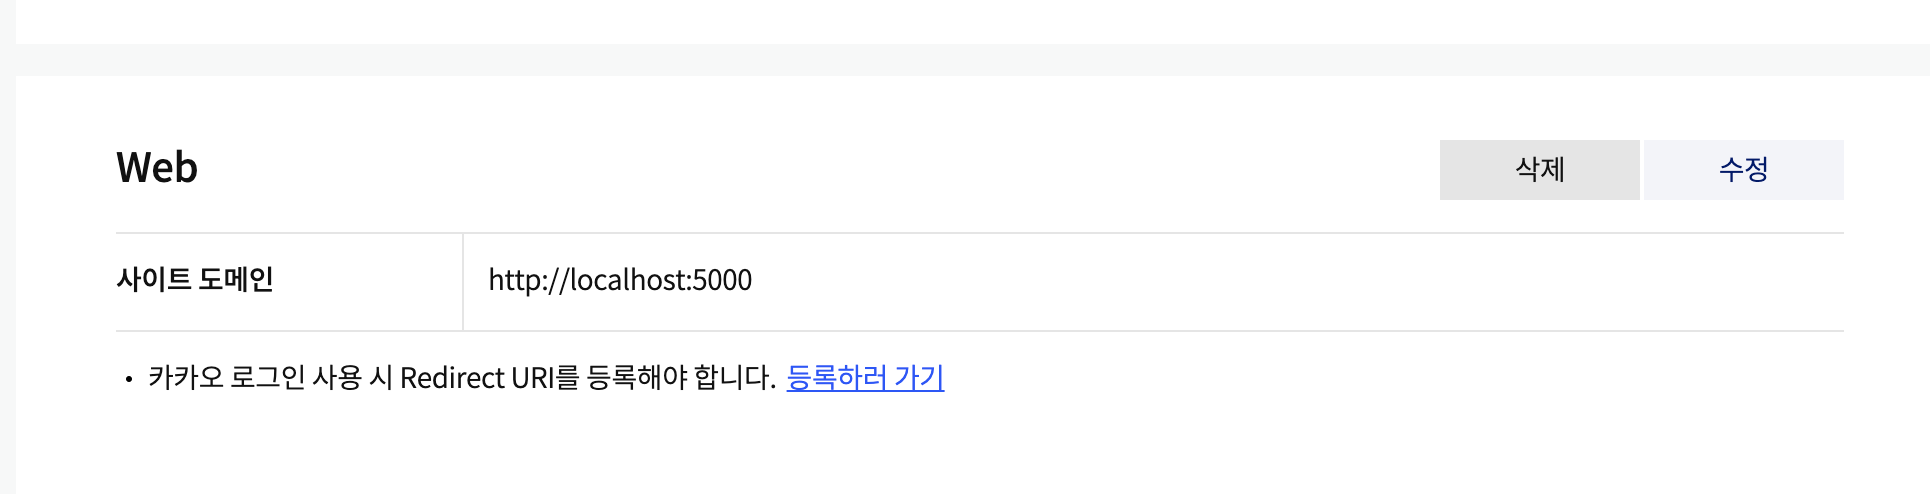 Web
삭제
수정
사이트 도메인
http://localhost:5000
• 카카오 로그인 사용 시 Redirect URI를 등록해야 합니다. 등록하러 가기